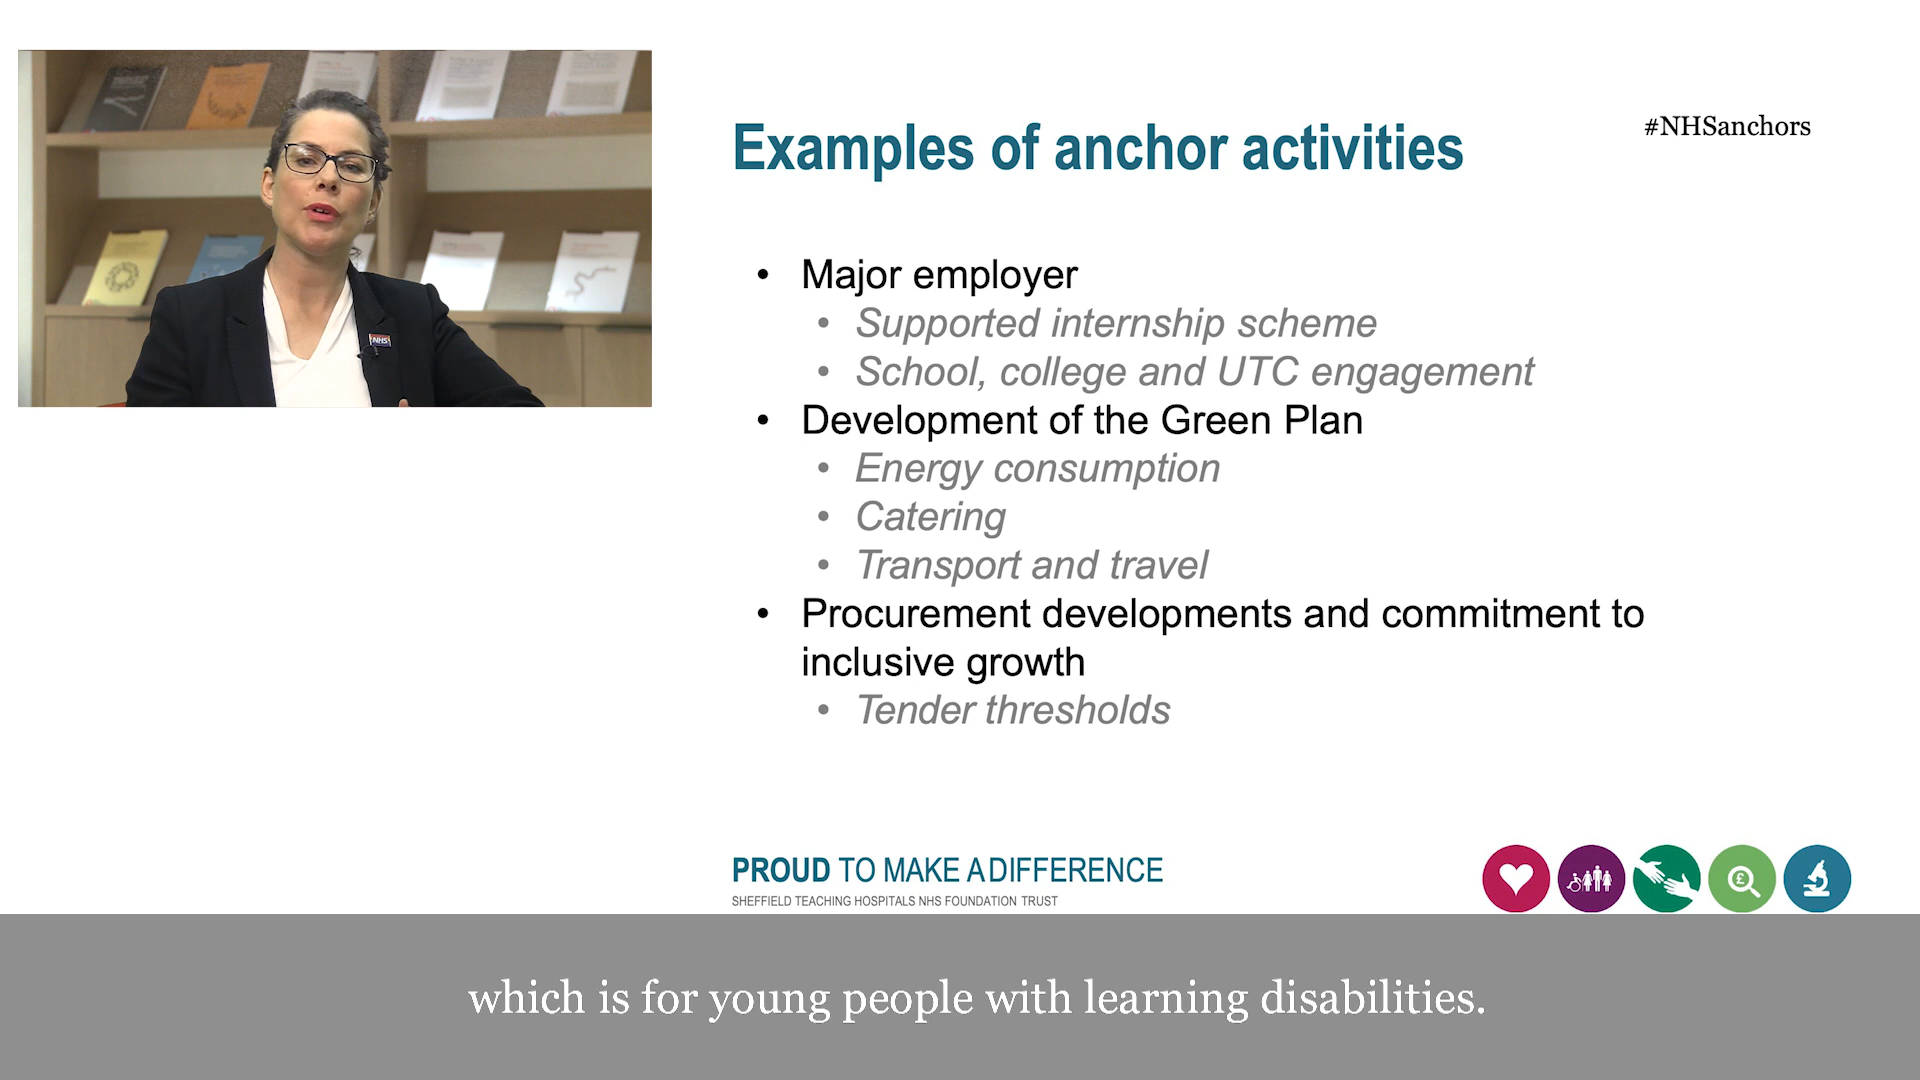 Examples of anchor activities
#NHSanchors
• Major employer
• Supported internship scheme
• School, college and UTC engagement
• Development of the Green Plan
• Energy consumption
• Catering
• Transport and travel
• Procurement developments and commitment to
inclusive growth
• Tender thresholds
NHS
PROUD TO MAKE A DIFFERENCE
SHEFFIELD TEACHING HOSPITALS NHS FOUNDATION TRUST
£
which is for young people with learning disabilities.